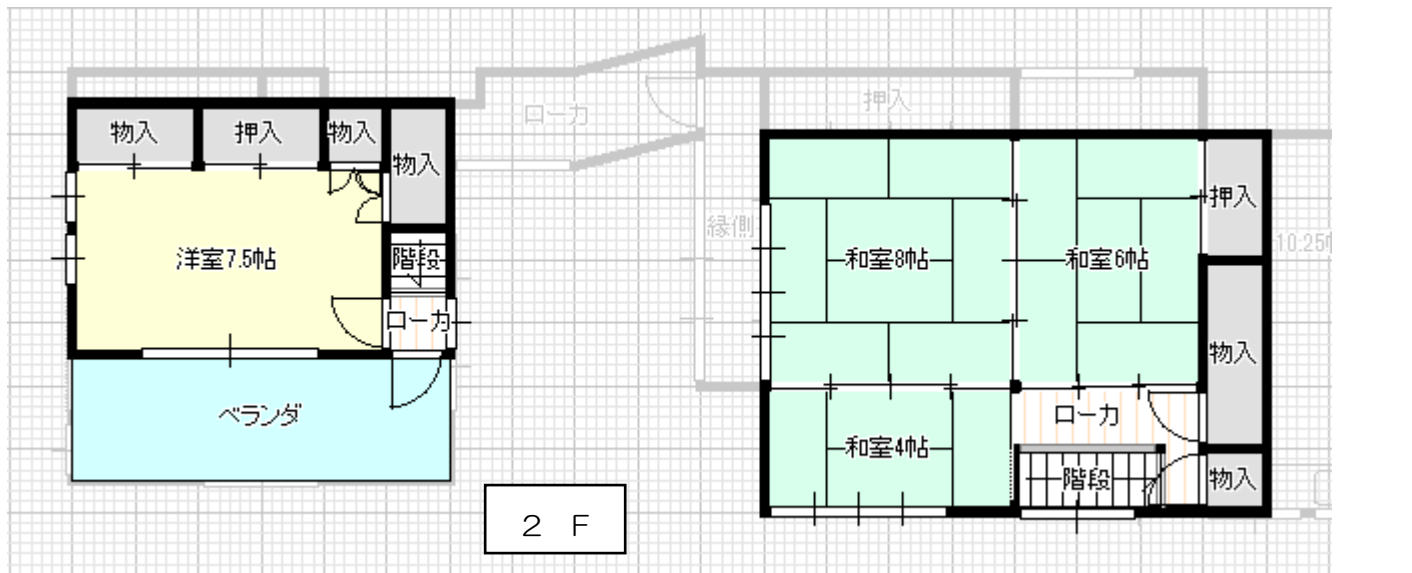 物入
押入
物入
物入
洋室7.5帖
階段
ローカ
ベランダ
2 F
ローカ
押入
縁側
和室8帖
和室6帖
押入
10.25
物入
和室4帖
ローカ
階段
物入